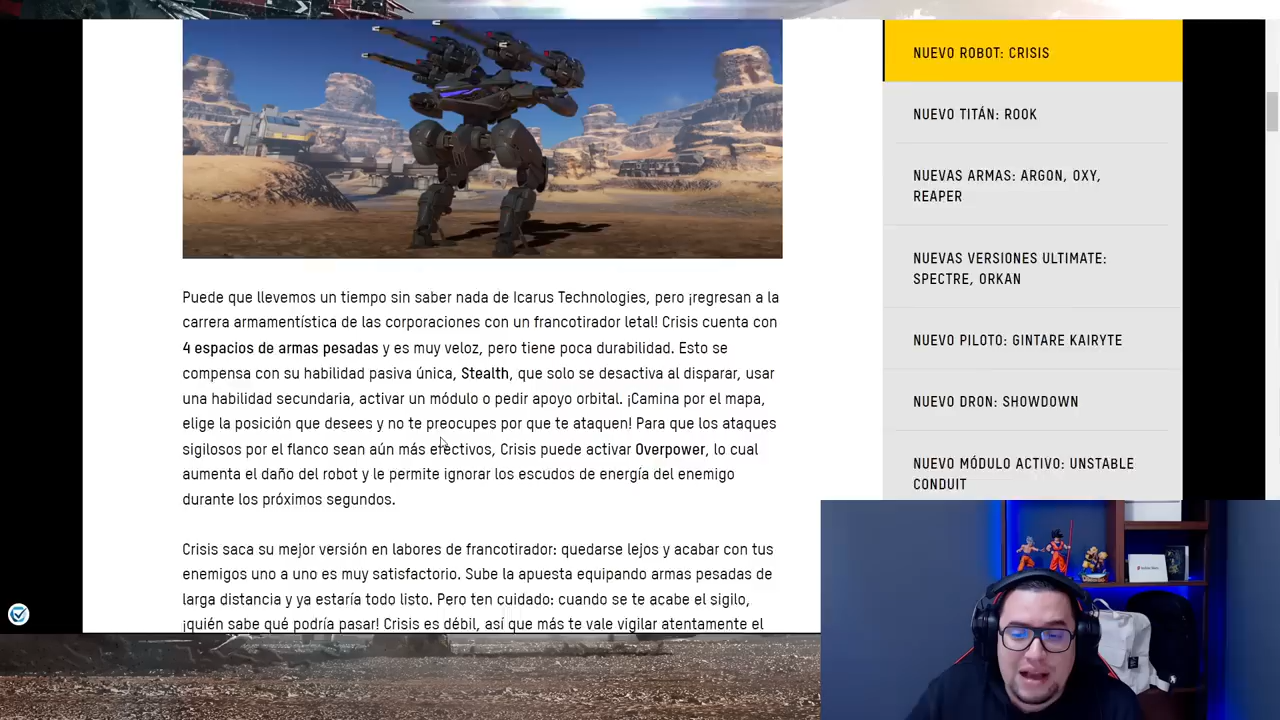 Puede que llevemos un tiempo sin saber nada de Icarus Technologies, pero ¡regresan a la
carrera armamentística de las corporaciones con un francotirador letal! Crisis cuenta con
4 espacios de armas pesadas y es muy veloz, pero tiene poca durabilidad. Esto se
compensa con su habilidad pasiva única, Stealth, que solo se desactiva al disparar, usar
una habilidad secundaria, activar un módulo o pedir apoyo orbital. ¡Camina por el mapa,
elige la posición que desees y no te preocupes por que te ataquen! Para que los ataques
sigilosos por el flanco sean aún más efectivos, Crisis puede activar Overpower, lo cual
aumenta el daño del robot y le permite ignorar los escudos de energía del enemigo
durante los próximos segundos.
Crisis saca su mejor versión en labores de francotirador: quedarse lejos y acabar con tus
enemigos uno a uno es muy satisfactorio. Sube la apuesta equipando armas pesadas de
larga distancia y ya estaría todo listo. Pero ten cuidado: cuando se te acabe el sigilo,
¡quién sabe qué podría pasar! Crisis es débil, así que más te vale vigilar atentamente el
NUEVO ROBOT: CRISIS
NUEVO TITÁN: ROOK
NUEVAS ARMAS: ARGON, OXY,
REAPER
NUEVAS VERSIONES ULTIMATE:
SPECTRE, ORKAN
NUEVO PILOTO: GINTARE KAIRYTE
NUEVO DRON: SHOWDOWN
NUEVO MÓDULO ACTIVO: UNSTABLE
CONDUIT